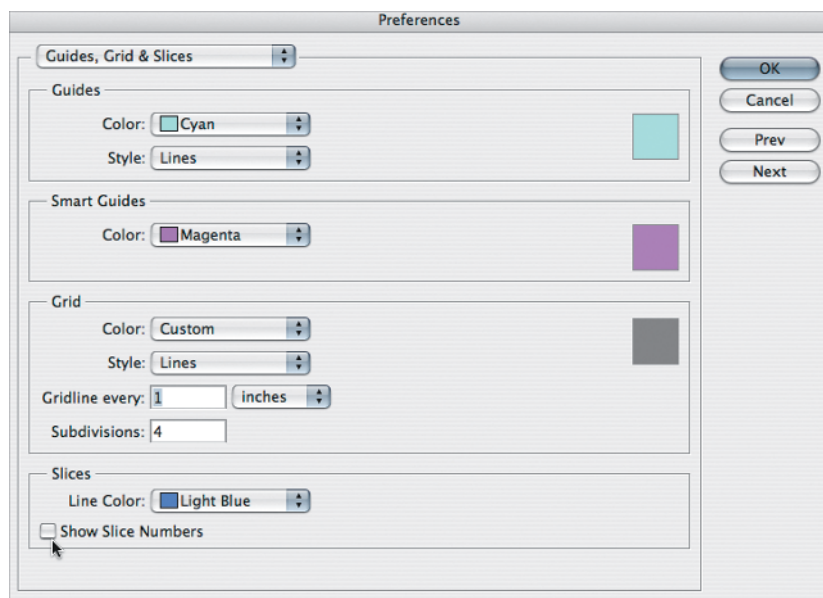 Preferences
Guides, Grid & Slices
OK
Cancel
Prev
Next
Guides
Color: Cyan
Style: Lines
Smart Guides
Color: Magenta
Grid
Color: Custom
Style: Lines
Gridline every: 1 inches
Subdivisions: 4
Slices
Line Color: Light Blue
Show Slice Numbers